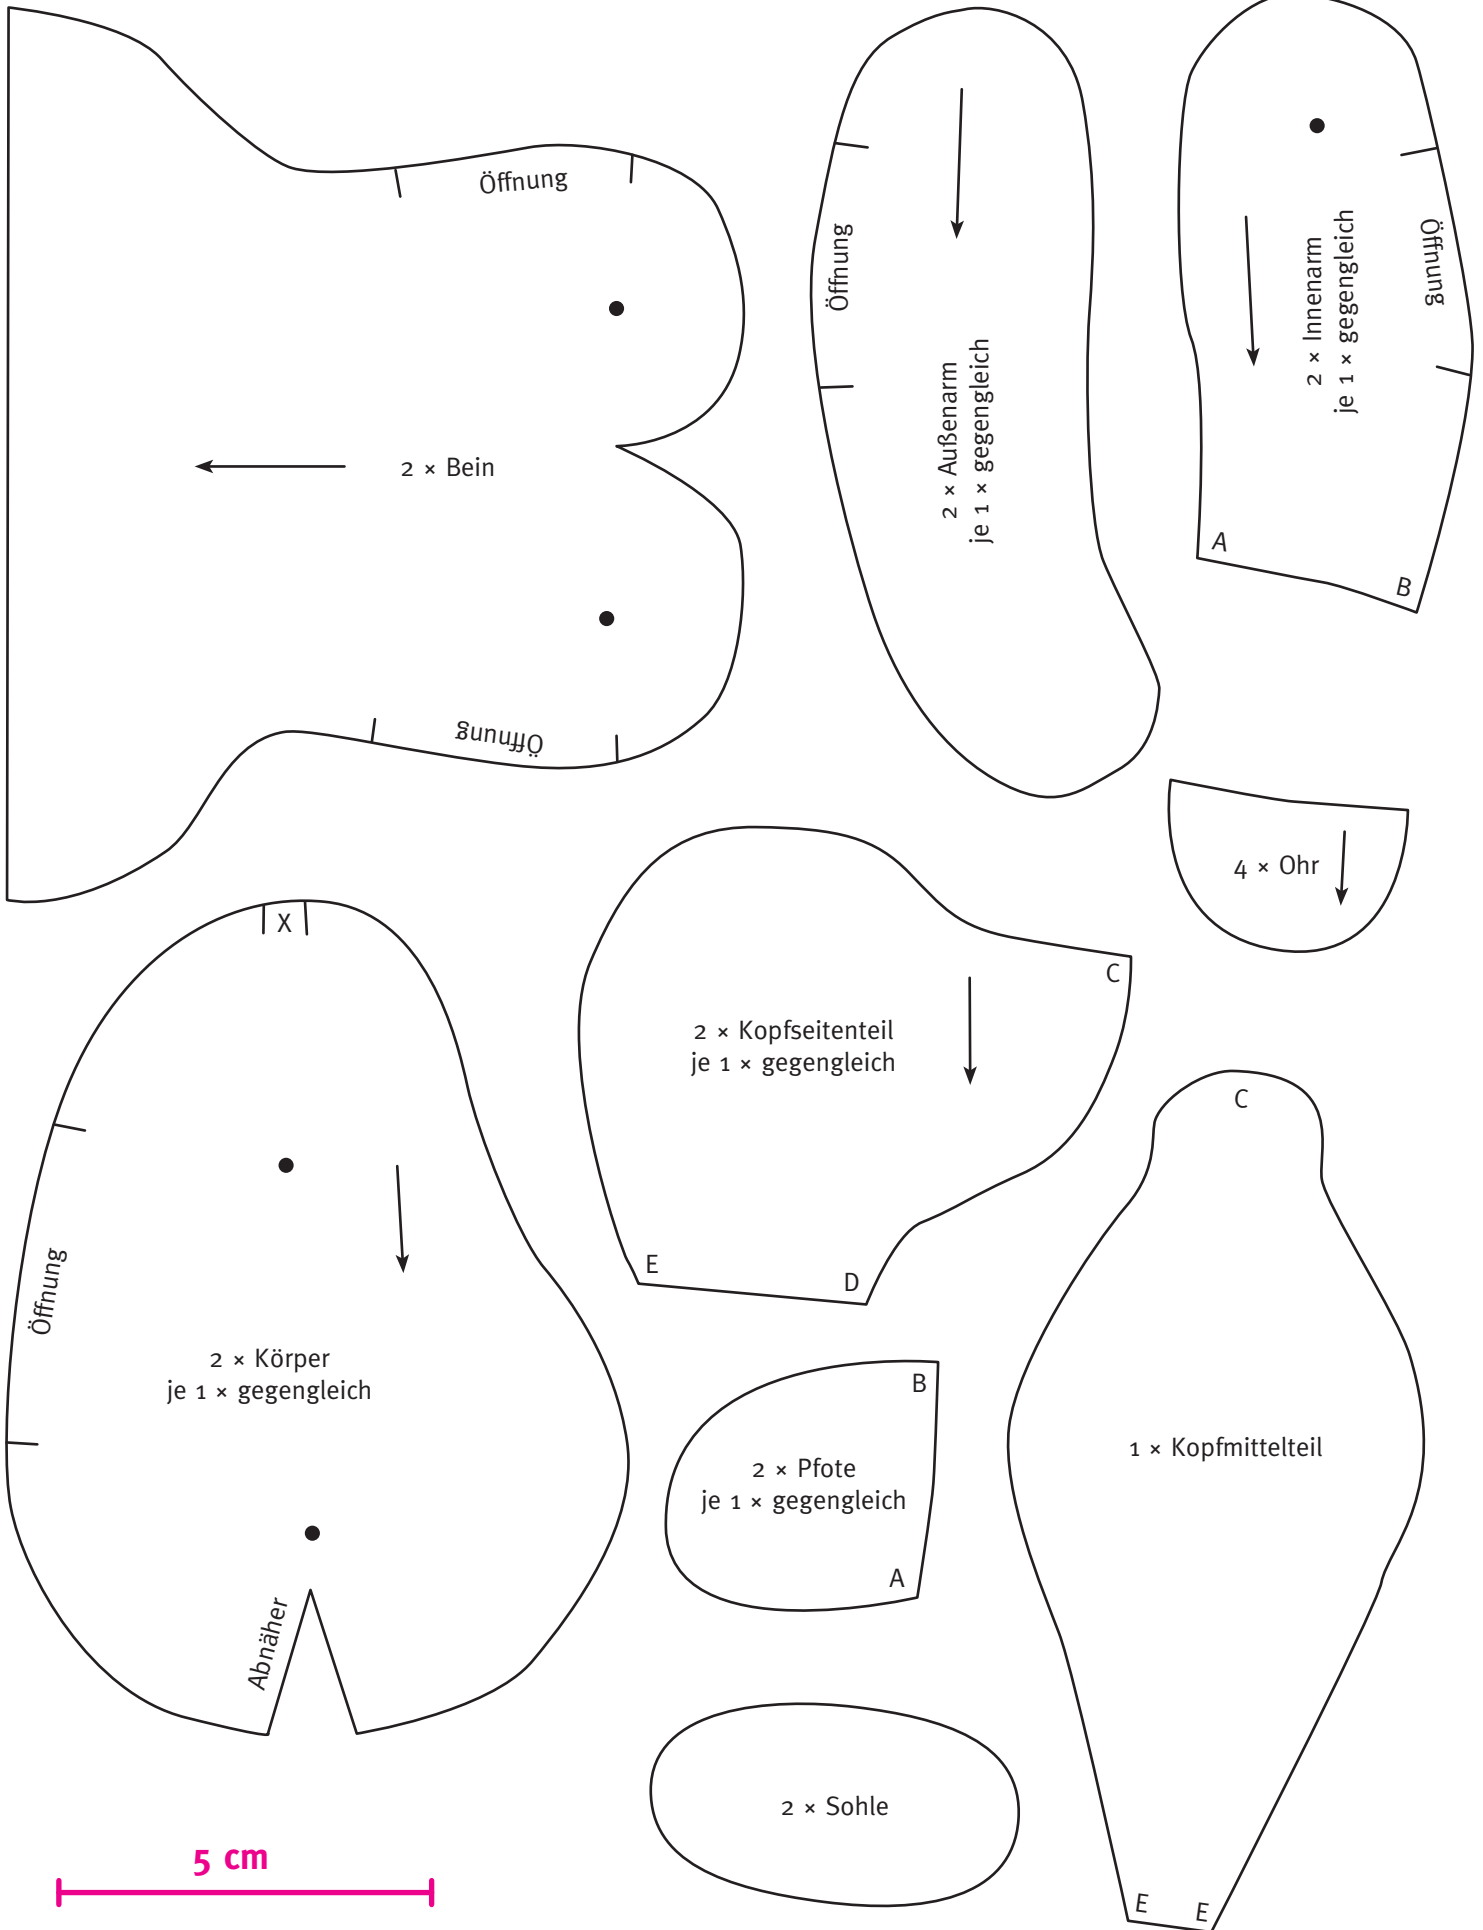 Öffnung
2 × Bein
Öffnung
Öffnung
2 × Außenarm
je 1 × gegengleich
2 × Innenarm
je 1 × gegengleich
Öffnung
A
B
4 × Ohr
X
Öffnung
2 × Körper
je 1 × gegengleich
Abnäher
2 × Kopfseitenteil
je 1 × gegengleich
C
E
D
B
2 × Pfote
je 1 × gegengleich
A
C
1 × Kopfmittelteil
E
E
2 × Sohle
5 cm